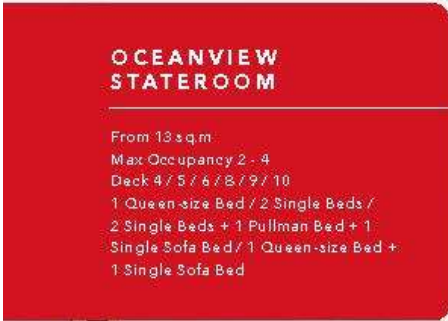 OCEANVIEW
STATEROOM
From 13 sq.m
Max Occupancy 2 - 4
Deck 4 / 5 / 6 / 8 / 9 / 10
1 Queen-size Bed / 2 Single Beds /
2 Single Beds + 1 Pullman Bed + 1
Single Sofa Bed / 1 Queen-size Bed +
1 Single Sofa Bed